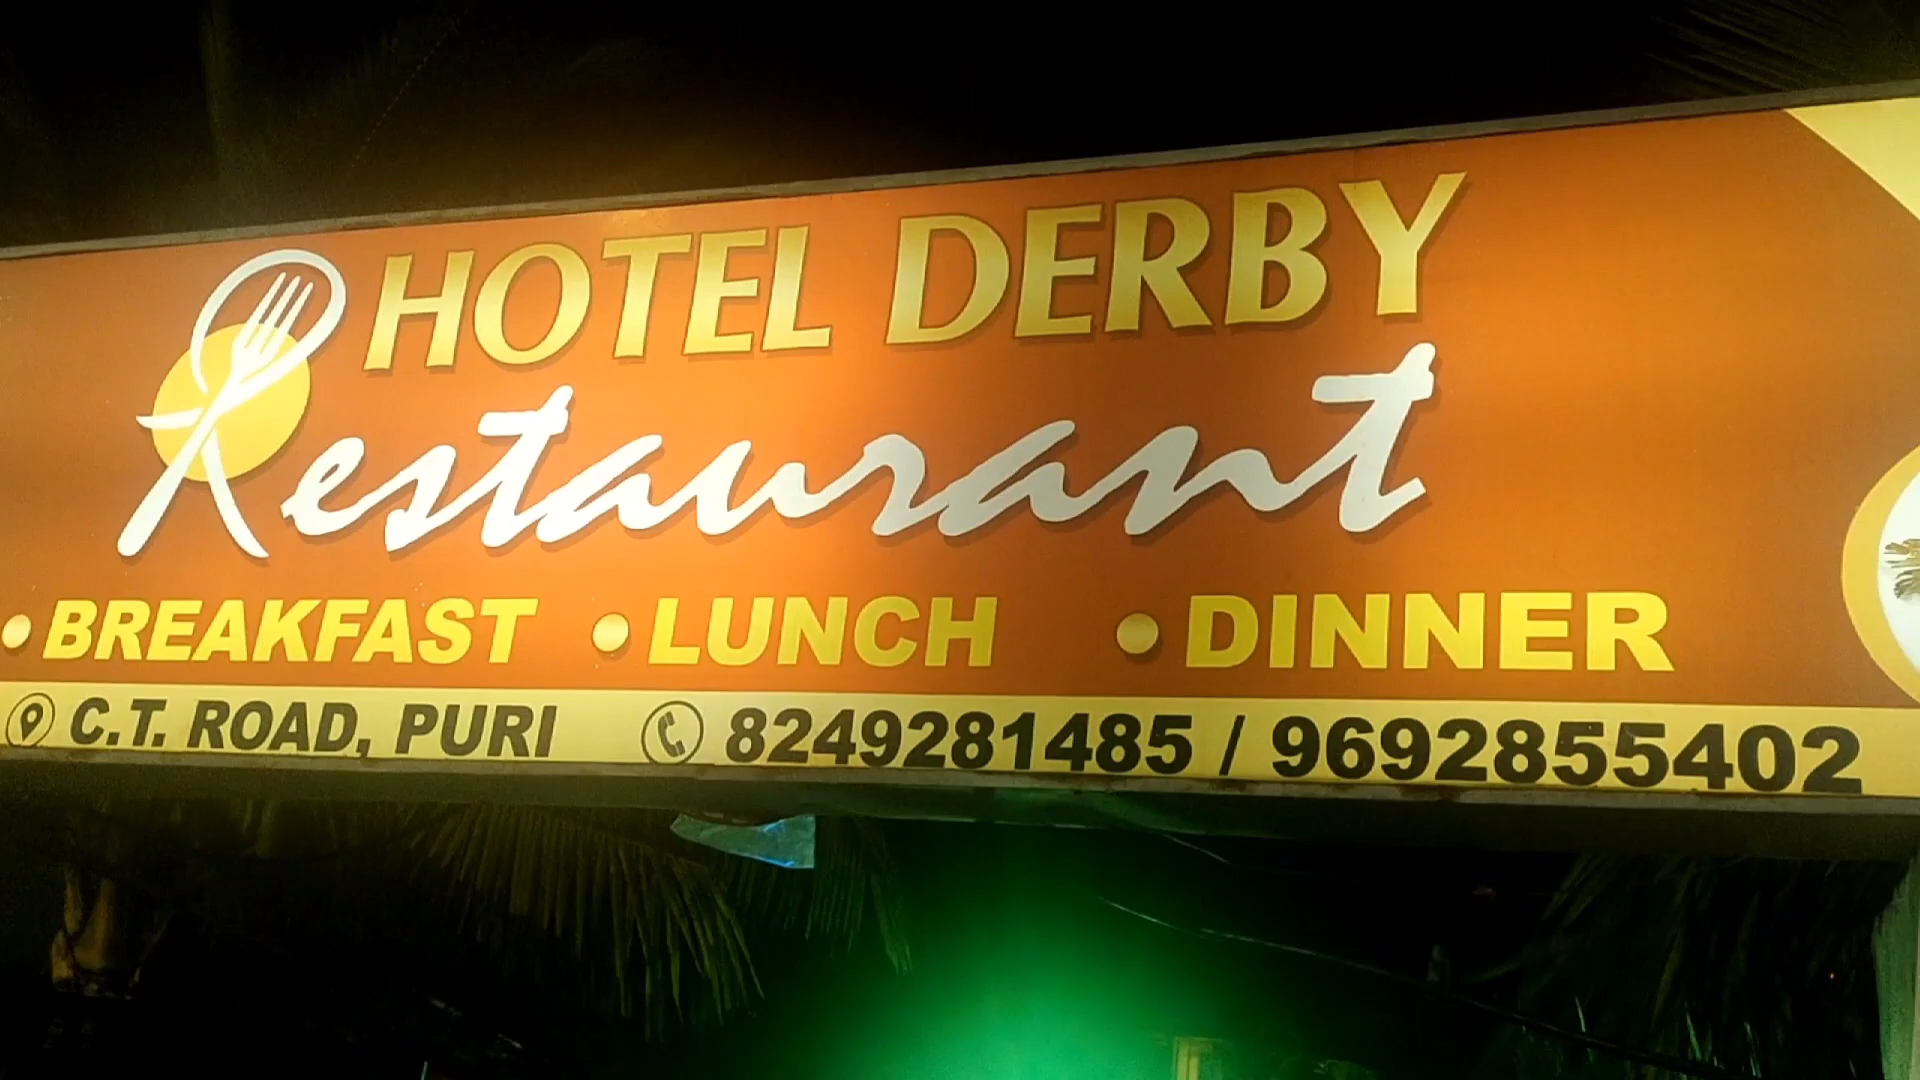 HOTEL DERBY
Restaurant
• BREAKFAST • LUNCH • DINNER
C.T. ROAD, PURI 8249281485 / 9692855402